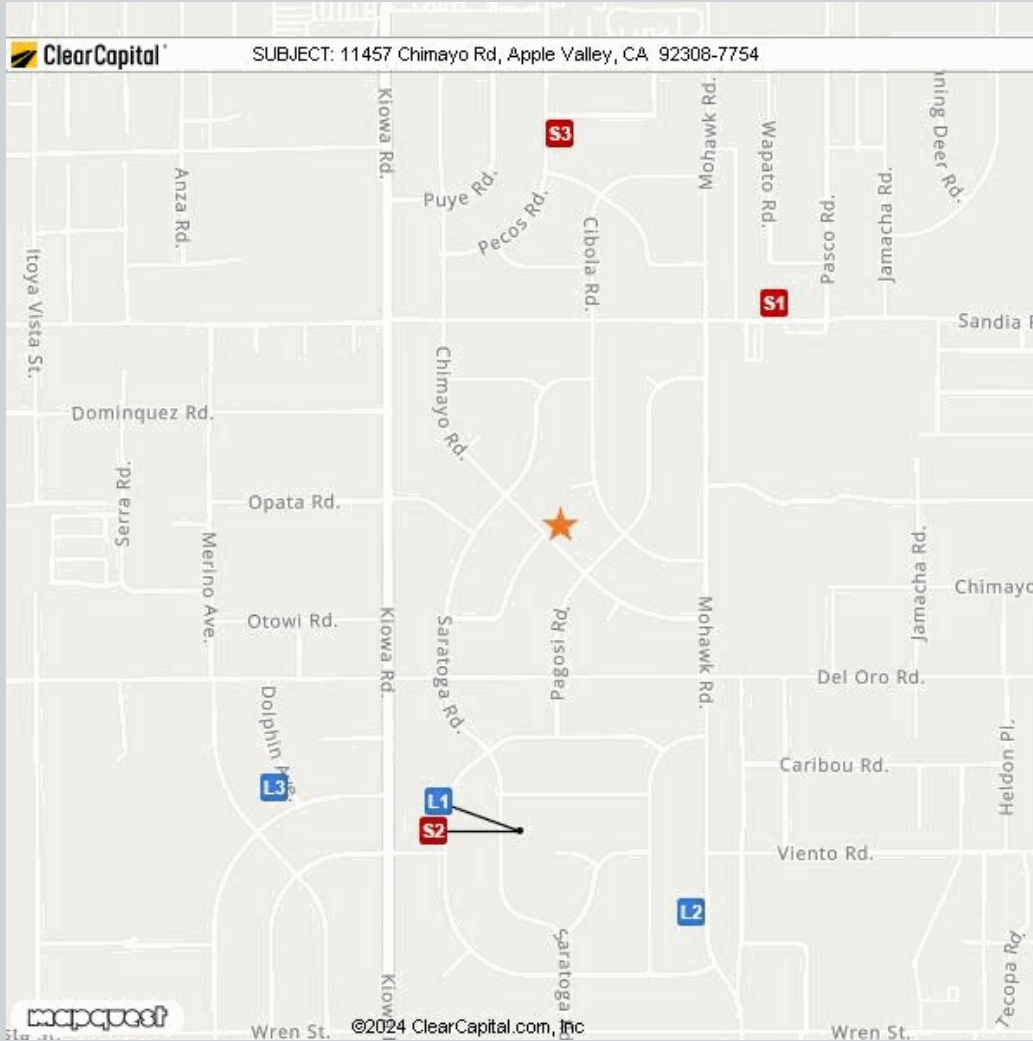 ClearCapital
SUBJECT: 11457 Chimayo Rd, Apple Valley, CA 92308-7754
Kiowa Rd.
Mohawk Rd.
S3
Wapato Rd.
Deer Rd.
Anza Rd.
Puye Rd.
Pecos Rd.
Cibola Rd.
Pasco Rd.
Jamacha Rd.
Itoya Vista St.
S1
Sandia
Chimayo Rd.
Dominquez Rd.
Serra Rd.
Opata Rd.
Merino Ave.
Jamacha Rd.
Chimayo
Otowi Rd.
Kiowa Rd.
Saratoga Rd.
Pagosi Rd.
Mohawk Rd.
Del Oro Rd.
Dolphin Ave.
Caribou Rd.
Heldon Pl.
L3
L1
S2
Viento Rd.
L2
Saratoga
Tecopa Rd.
mapquest
©2024 ClearCapital.com, Inc
Wren St.
Wren St.